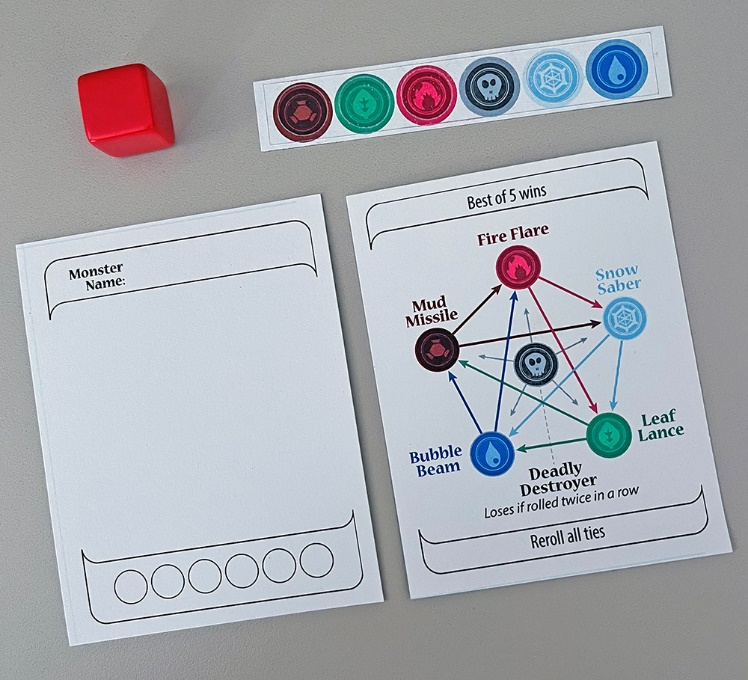 Monster
Name:
Best of 5 wins
Fire Flare
Snow
Saber
Mud
Missile
Leaf
Lance
Bubble
Beam
Deadly
Destroyer
Loses if rolled twice in a row
Reroll all ties